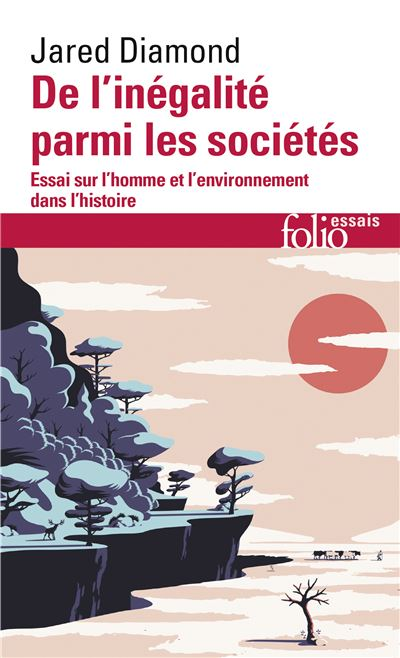 Jared Diamond
De l’inégalité
parmi les sociétés
Essai sur l’homme et l’environnement
dans l’histoire
essais
folio